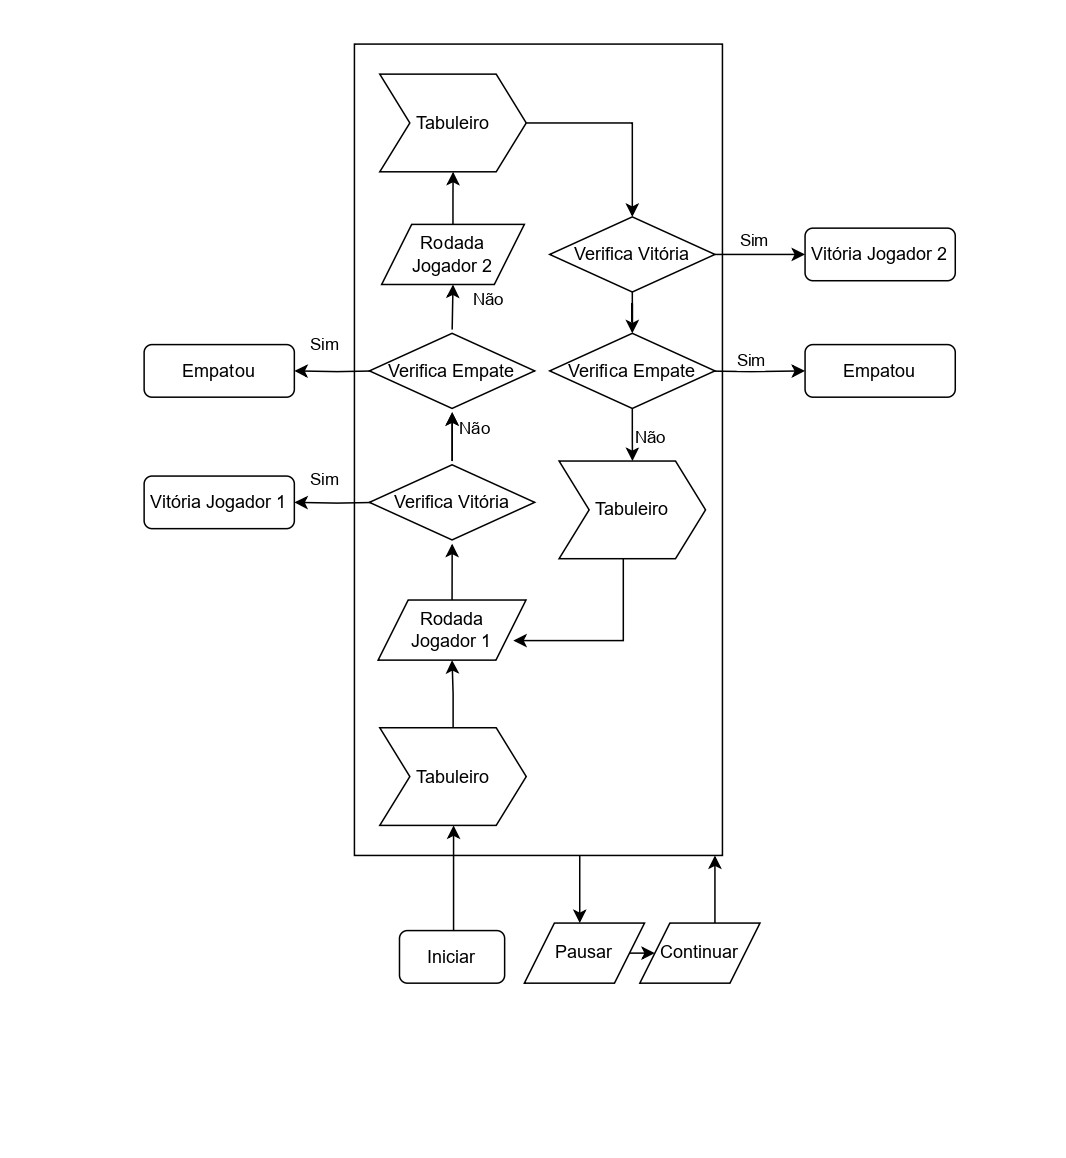 Tabuleiro
Rodada
Jogador 2
Verifica Vitória
Sim
Vitória Jogador 2
Não
Sim
Empatou
Verifica Empate
Verifica Empate
Sim
Empatou
Não
Não
Sim
Vitória Jogador 1
Verifica Vitória
Tabuleiro
Rodada
Jogador 1
Tabuleiro
Iniciar
Pausar
Continuar